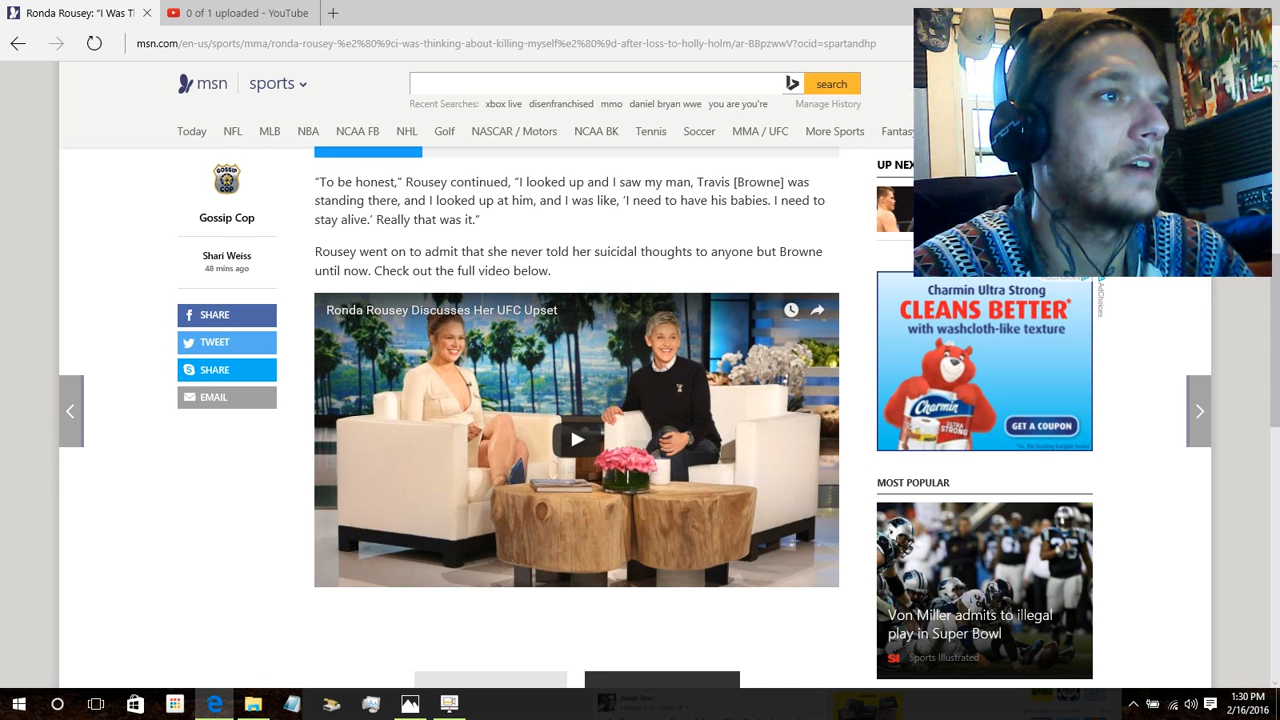 Ronda Rousey: "I Was Tl
0 of 1 uploaded - YouTube
msn.com/en-us/sports/mma/ronda-rousey-%e2%80%9ci-was-thinking-about-killing-myself%e2%80%9d-after-loss-to-holly-holm/ar-BBpzwwV?ocid=spartandhp
msn sports
search
Recent Searches: xbox live disenfranchised mmo daniel bryan wwe you are you're Manage History
Today NFL MLB NBA NCAA FB NHL Golf NASCAR / Motors NCAA BK Tennis Soccer MMA / UFC More Sports Fantasy
GOSSIP COP
Gossip Cop
Shari Weiss
48 mins ago
SHARE
TWEET
SHARE
EMAIL
“To be honest,” Rousey continued, “I looked up and I saw my man, Travis [Browne] was
standing there, and I looked up at him, and I was like, ‘I need to have his babies. I need to
stay alive.’ Really that was it.”
Rousey went on to admit that she never told her suicidal thoughts to anyone but Browne
until now. Check out the full video below.
Ronda Rousey Discusses Her UFC Upset
UP NEX
AdChoices
Charmin Ultra Strong
CLEANS BETTER*
with washcloth-like texture
Charmin
ULTRA
STRONG
GET A COUPON
MOST POPULAR
Von Miller admits to illegal
play in Super Bowl
SI Sports Illustrated
1:30 PM
2/16/2016